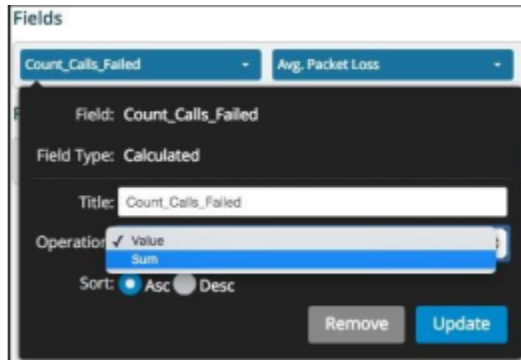 Fields
Count_Calls_Failed Avg. Packet Loss
F
Field: Count_Calls_Failed
Field Type: Calculated
Title: Count_Calls_Failed
Operation ✓ Value
Sum
Sort: Asc Desc
Remove Update